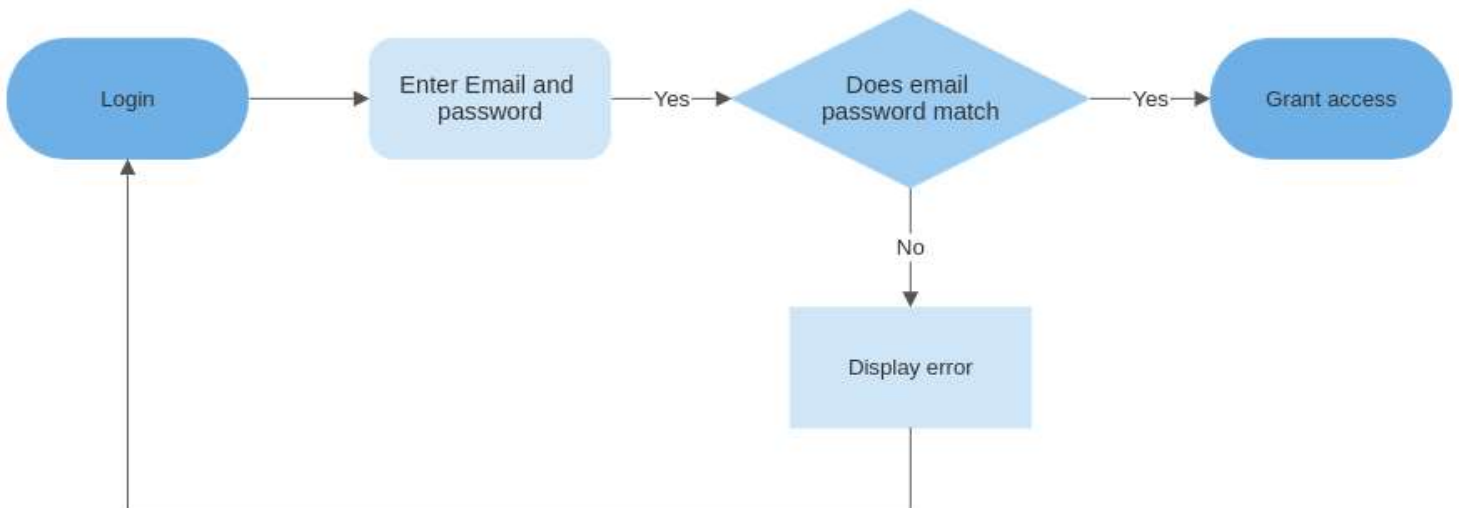 Login
Enter Email and
password
Yes
Does email
password match
Yes
Grant access
No
Display error